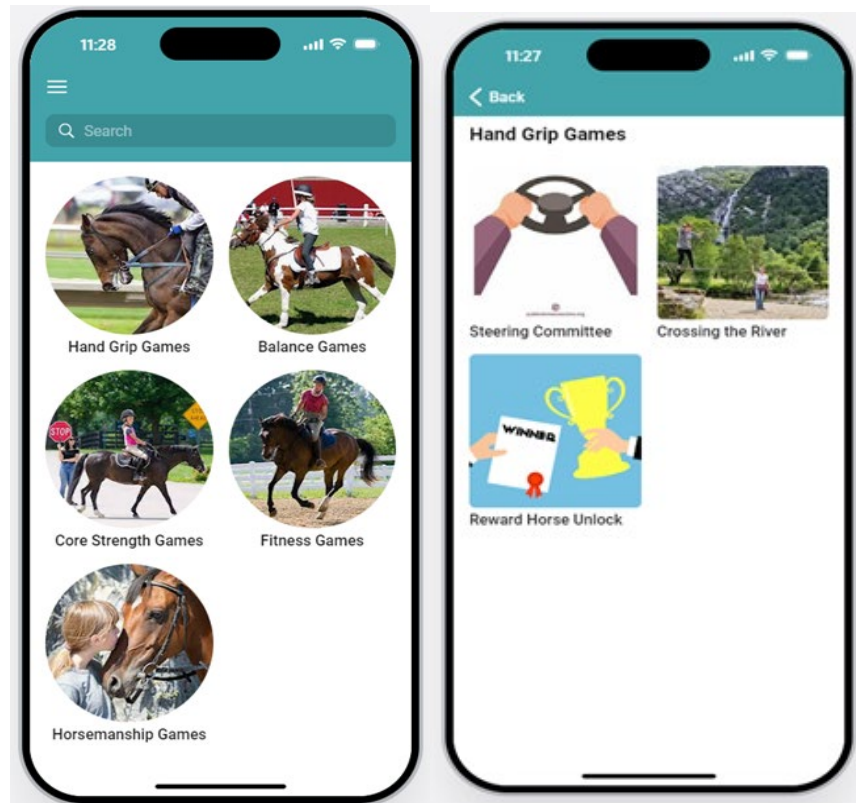 11:28
Search
Hand Grip Games
Balance Games
STOP
Core Strength Games
Fitness Games
Horsemanship Games
11:27
Back
Hand Grip Games
Steering Committee
Crossing the River
WINNER
Reward Horse Unlock